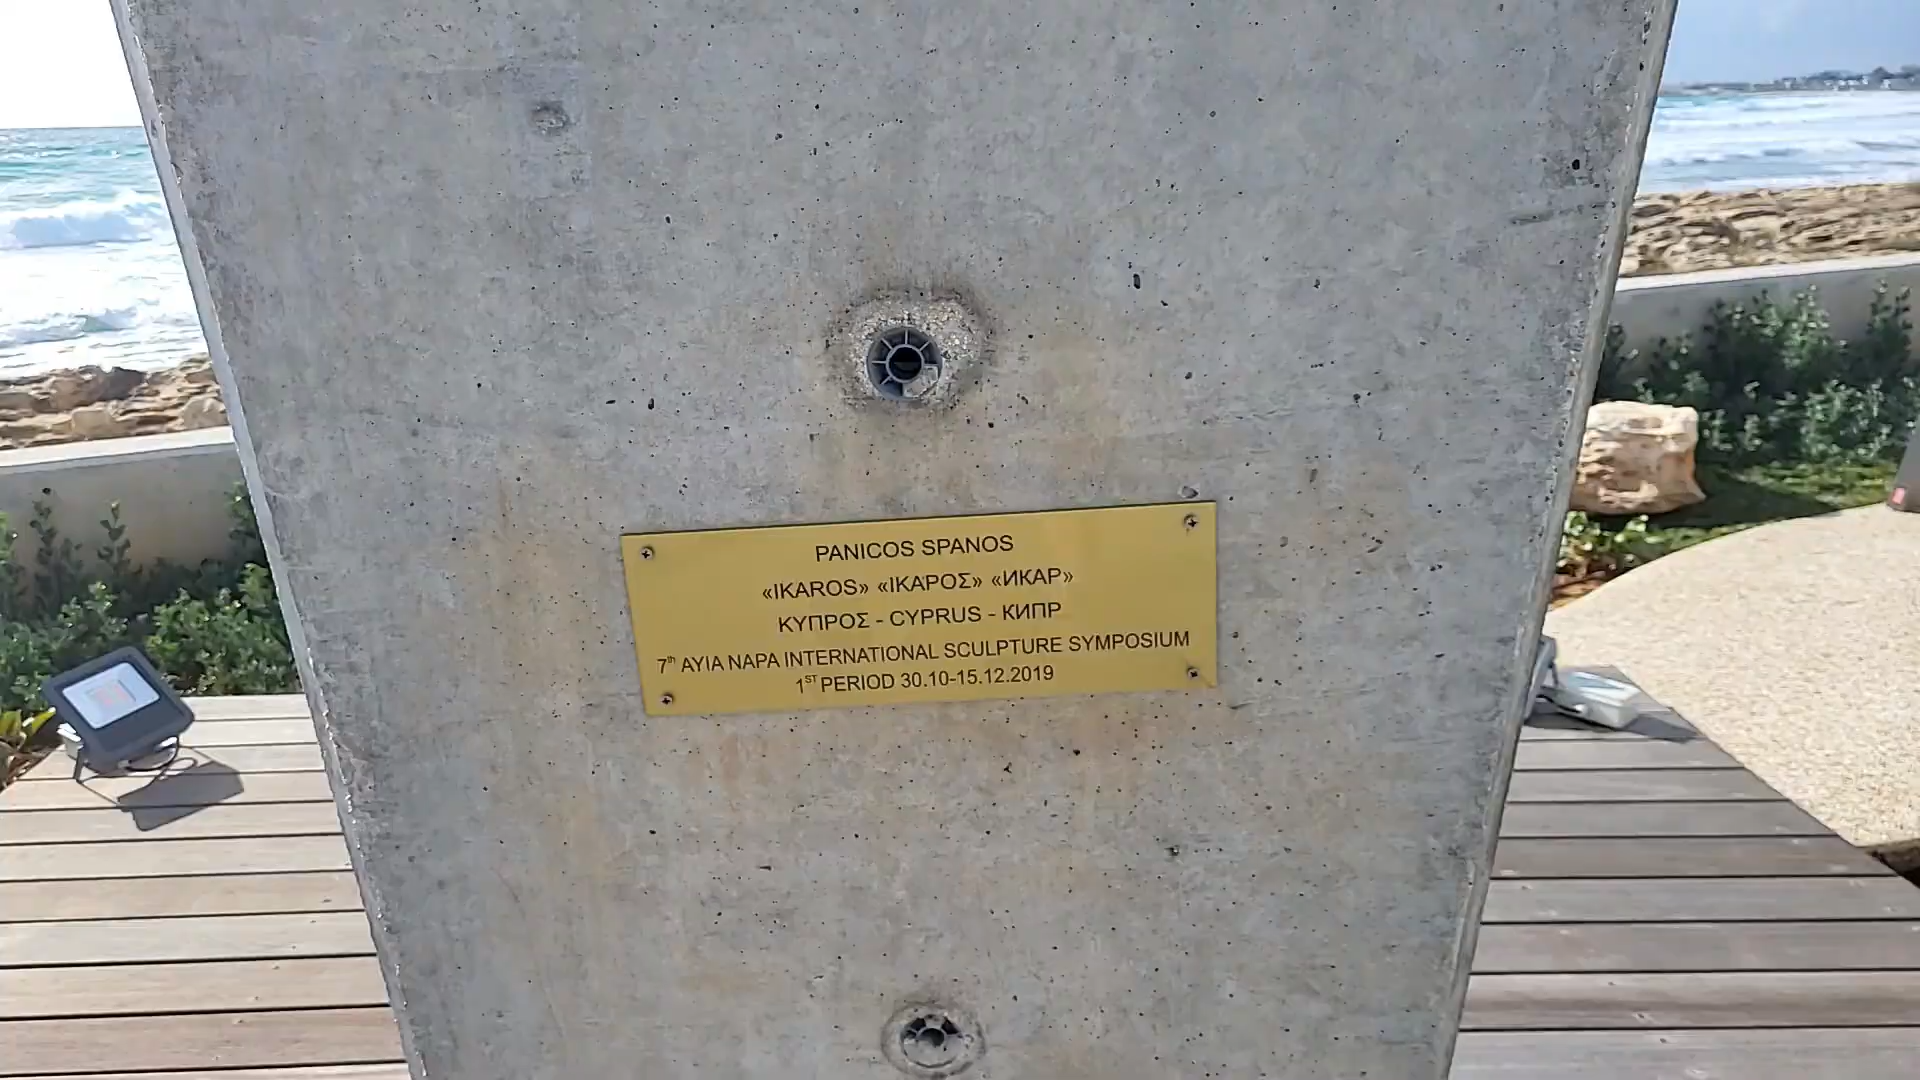 PANICOS SPANOS
«IKAROS» «ΙΚΑΡΟΣ» «ИКАР»
ΚΥΠΡΟΣ - CYPRUS - КИПР
7th AYIA NAPA INTERNATIONAL SCULPTURE SYMPOSIUM
1ST PERIOD 30.10-15.12.2019